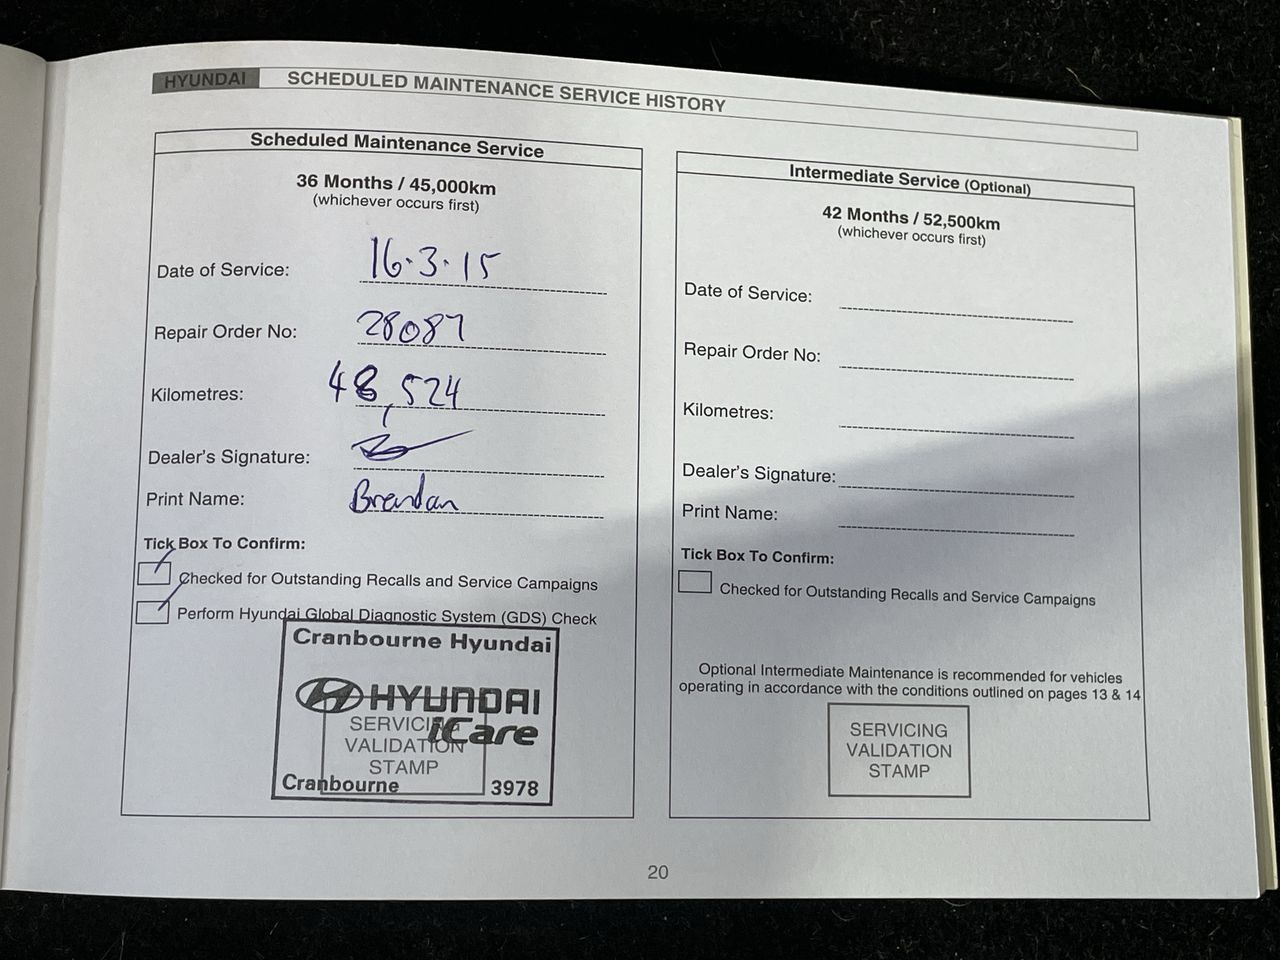 HYUNDAI SCHEDULED MAINTENANCE SERVICE HISTORY
Scheduled Maintenance Service
36 Months / 45,000km
(whichever occurs first)
Date of Service: 16.3.15
Repair Order No: 28087
Kilometres: 48,524
Dealer's Signature:
Print Name: Brendan
Tick Box To Confirm:
Checked for Outstanding Recalls and Service Campaigns
Perform Hyundai Global Diagnostic System (GDS) Check
Cranbourne Hyundai
HYUNDAI
iCare
SERVICING
VALIDATION
STAMP
Cranbourne 3978
Intermediate Service (Optional)
42 Months / 52,500km
(whichever occurs first)
Date of Service:
Repair Order No:
Kilometres:
Dealer's Signature:
Print Name:
Tick Box To Confirm:
Checked for Outstanding Recalls and Service Campaigns
Optional Intermediate Maintenance is recommended for vehicles
operating in accordance with the conditions outlined on pages 13 & 14
SERVICING
VALIDATION
STAMP
20